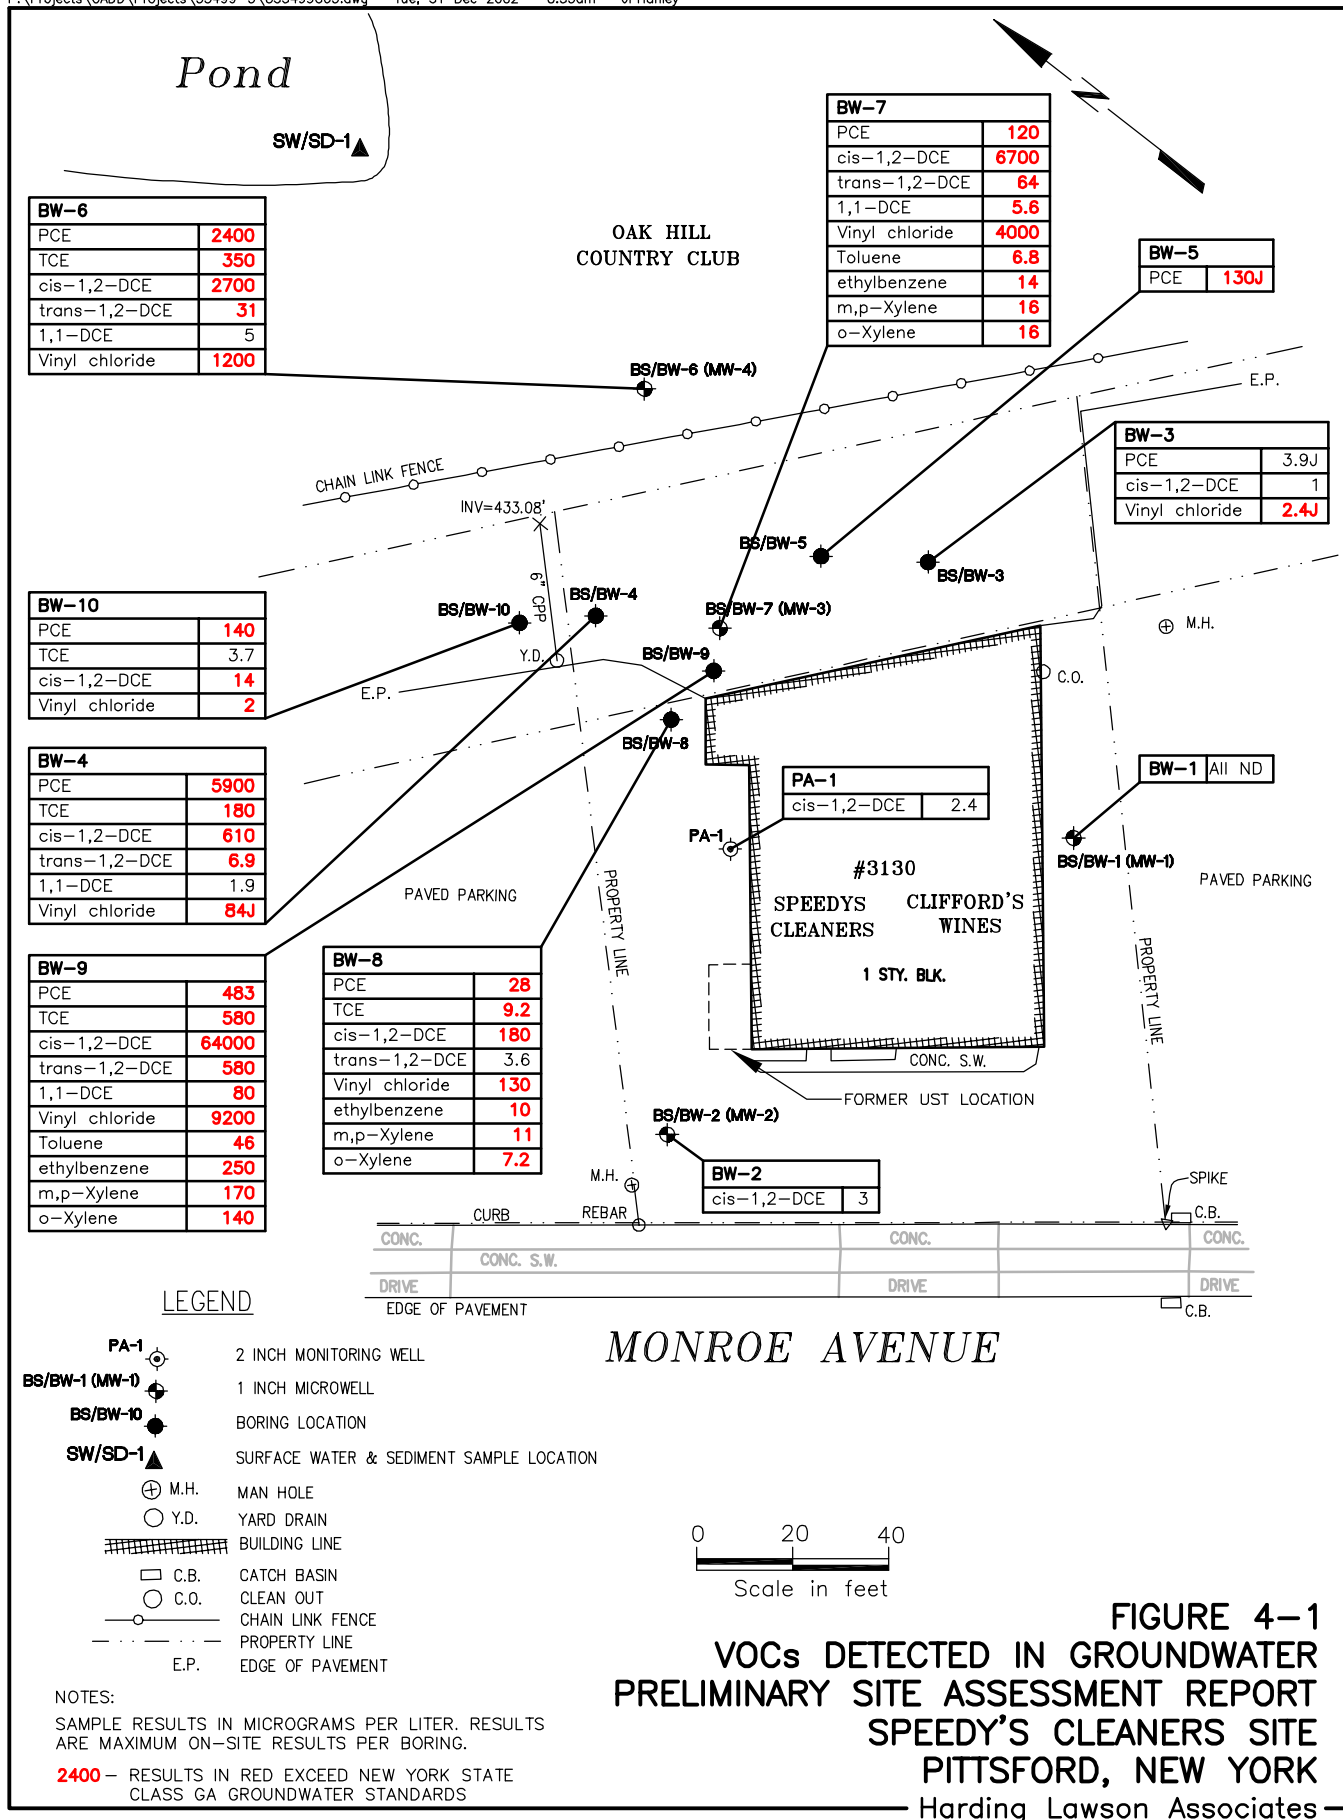 Tue, 31 Dec 2002 - 8:35am
Pond
SW/SD-1
BW-7
PCE 120
cis-1,2-DCE 6700
trans-1,2-DCE 64
1,1-DCE 5.6
Vinyl chloride 4000
Toluene 6.8
ethylbenzene 14
m,p-Xylene 16
o-Xylene 16
BW-6
PCE 2400
TCE 350
cis-1,2-DCE 2700
trans-1,2-DCE 31
1,1-DCE 5
Vinyl chloride 1200
OAK HILL
COUNTRY CLUB
BW-5
PCE 130J
BS/BW-6 (MW-4)
E.P.
BW-3
PCE 3.9J
cis-1,2-DCE 1
Vinyl chloride 2.4J
CHAIN LINK FENCE
INV=433.08'
6" CPP
BS/BW-5
BS/BW-3
BW-10
PCE 140
TCE 3.7
cis-1,2-DCE 14
Vinyl chloride 2
BS/BW-10
BS/BW-4
BS/BW-7 (MW-3)
M.H.
Y.D.
BS/BW-9
C.O.
E.P.
BS/BW-8
BW-4
PCE 5900
TCE 180
cis-1,2-DCE 610
trans-1,2-DCE 6.9
1,1-DCE 1.9
Vinyl chloride 84J
PA-1
cis-1,2-DCE 2.4
BW-1 All ND
PA-1
BS/BW-1 (MW-1)
#3130
PAVED PARKING
PAVED PARKING
SPEEDYS
CLEANERS
CLIFFORD'S
WINES
1 STY. BLK.
PROPERTY LINE
PROPERTY LINE
BW-9
PCE 483
TCE 580
cis-1,2-DCE 64000
trans-1,2-DCE 580
1,1-DCE 80
Vinyl chloride 9200
Toluene 46
ethylbenzene 250
m,p-Xylene 170
o-Xylene 140
BW-8
PCE 28
TCE 9.2
cis-1,2-DCE 180
trans-1,2-DCE 3.6
Vinyl chloride 130
ethylbenzene 10
m,p-Xylene 11
o-Xylene 7.2
CONC. S.W.
FORMER UST LOCATION
BS/BW-2 (MW-2)
BW-2
cis-1,2-DCE 3
M.H.
REBAR
CURB
SPIKE
C.B.
CONC. CONC. CONC.
CONC. S.W.
DRIVE DRIVE DRIVE
EDGE OF PAVEMENT
C.B.
MONROE AVENUE
LEGEND
PA-1 2 INCH MONITORING WELL
BS/BW-1 (MW-1) 1 INCH MICROWELL
BS/BW-10 BORING LOCATION
SW/SD-1 SURFACE WATER & SEDIMENT SAMPLE LOCATION
M.H. MAN HOLE
Y.D. YARD DRAIN
BUILDING LINE
C.B. CATCH BASIN
C.O. CLEAN OUT
CHAIN LINK FENCE
PROPERTY LINE
E.P. EDGE OF PAVEMENT
0 20 40
Scale in feet
NOTES:
SAMPLE RESULTS IN MICROGRAMS PER LITER. RESULTS
ARE MAXIMUM ON-SITE RESULTS PER BORING.
2400 - RESULTS IN RED EXCEED NEW YORK STATE
CLASS GA GROUNDWATER STANDARDS
FIGURE 4-1
VOCs DETECTED IN GROUNDWATER
PRELIMINARY SITE ASSESSMENT REPORT
SPEEDY'S CLEANERS SITE
PITTSFORD, NEW YORK
Harding Lawson Associates